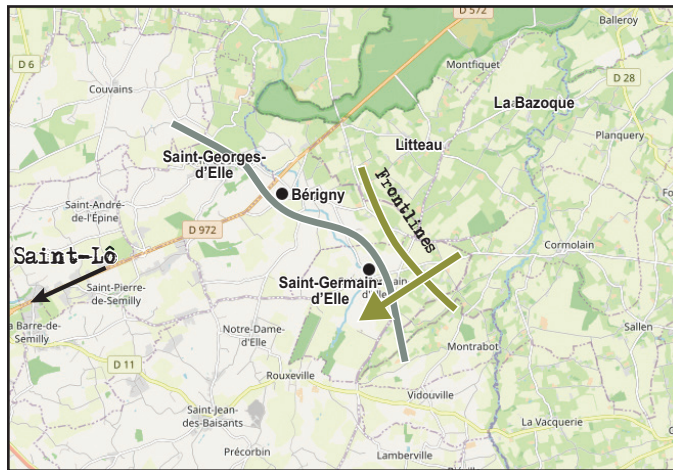 D 572
Balleroy
D 6
Montfiquet
D 28
Couvains
La Bazoque
Planquery
Litteau
Saint-Georges-
d'Elle
Frontlines
Bérigny
Saint-André-
de-l'Épine
D 972
Cormolain
Saint-Lô
Saint-Germain-
d'Elle
Saint-Pierre-
de-Semilly
Sallen
a Barre-de-
Semilly
Notre-Dame-
d'Elle
Montrabot
D 11
Rouxeville
Vidouville
Saint-Jean
des-Baisants
La Vacquerie
Précorbin
Lamberville